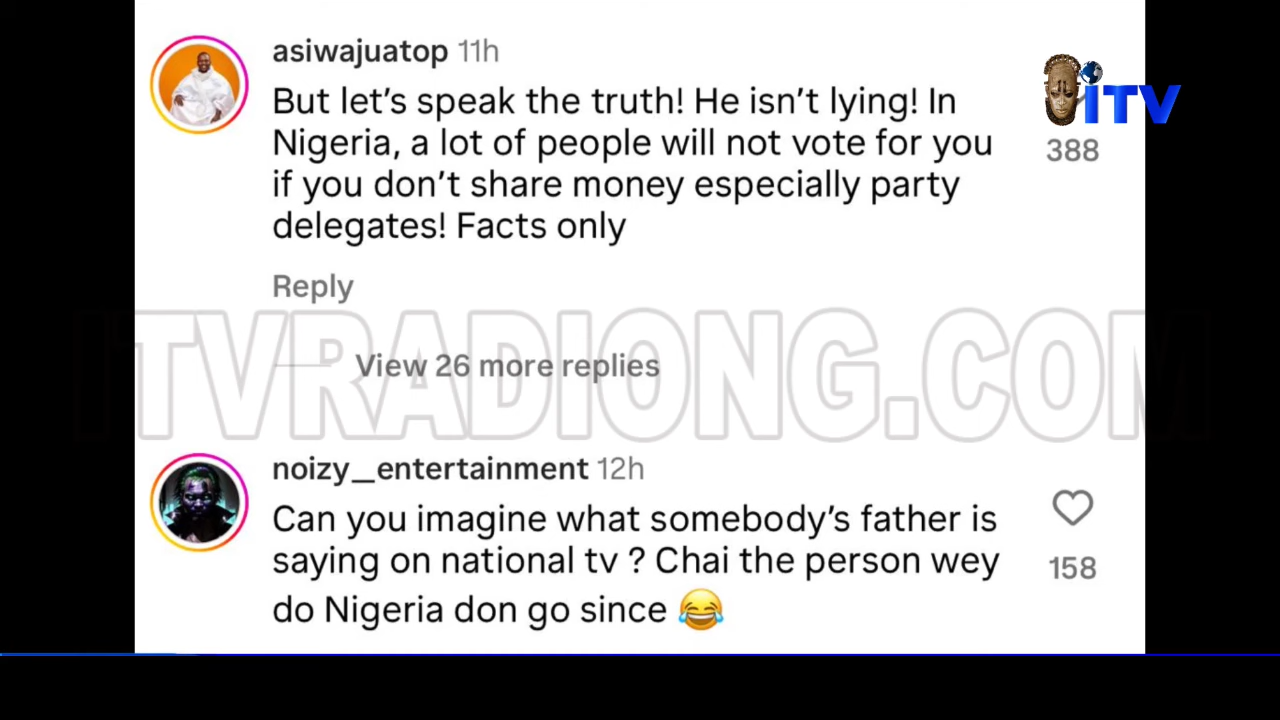 asiwajuatop 11h
But let’s speak the truth! He isn’t lying! In
Nigeria, a lot of people will not vote for you
if you don’t share money especially party
delegates! Facts only
iTV
388
Reply
View 26 more replies
ITVRADIONG.COM
noizy_entertainment 12h
Can you imagine what somebody’s father is
saying on national tv ? Chai the person wey
do Nigeria don go since 😂
158